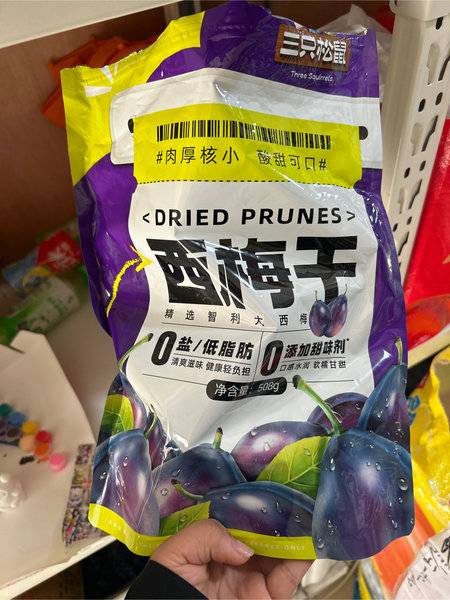 三只松鼠
Three Squirrels
#肉厚核小 酸甜可口#
<DRIED PRUNES>
西梅干
精选智利大西梅
0盐/低脂肪 0添加甜味剂*
清爽滋味 健康轻负担 口感水润 软糯甘甜
净含量：508g